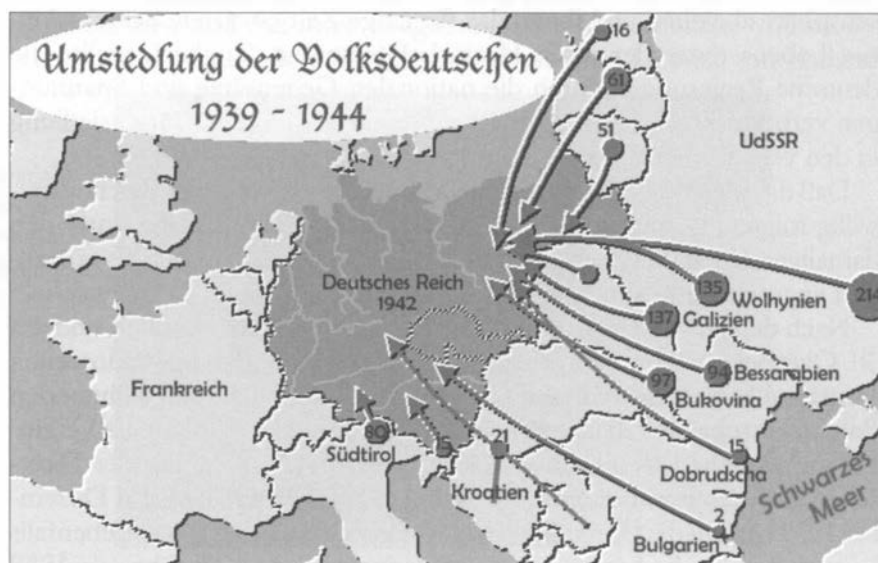 Umsiedlung der Volksdeutschen
1939 - 1944
16
61
51
UdSSR
Deutsches Reich
1942
135
214
Wolhynien
137
Galizien
94
Bessarabien
97
Bukovina
Frankreich
80
Südtirol
15
21
Kroatien
15
Dobrudscha
2
Bulgarien
Schwarzes
Meer